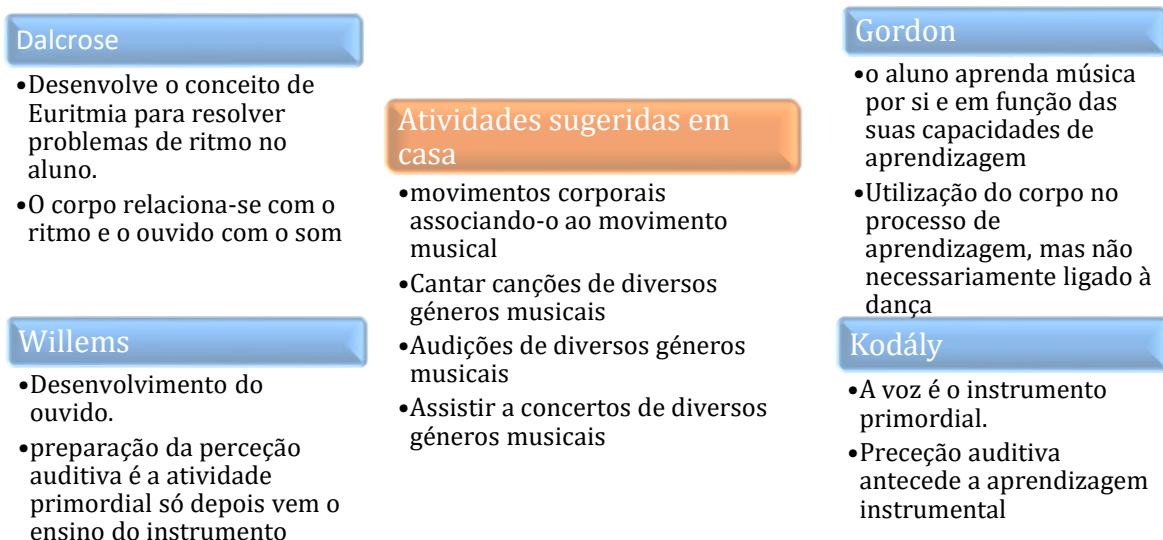 Dalcrose
•Desenvolve o conceito de
Euritmia para resolver
problemas de ritmo no
aluno.
•O corpo relaciona-se com o
ritmo e o ouvido com o som
Willems
•Desenvolvimento do
ouvido.
•preparação da perceção
auditiva é a atividade
primordial só depois vem o
ensino do instrumento
Atividades sugeridas em
casa
•movimentos corporais
associando-o ao movimento
musical
•Cantar canções de diversos
géneros musicais
•Audições de diversos géneros
musicais
•Assistir a concertos de diversos
géneros musicais
Gordon
•o aluno aprenda música
por si e em função das
suas capacidades de
aprendizagem
•Utilização do corpo no
processo de
aprendizagem, mas não
necessariamente ligado à
dança
Kodály
•A voz é o instrumento
primordial.
•Preceção auditiva
antecede a aprendizagem
instrumental